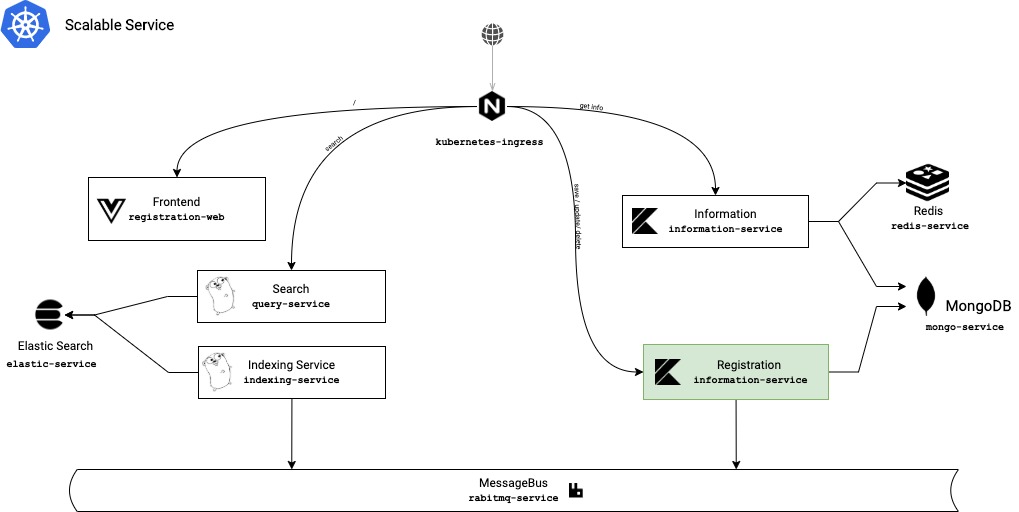 Scalable Service
/
search
get info
save / update/ delete
kubernetes-ingress
Frontend
registration-web
Information
information-service
Redis
redis-service
Search
query-service
MongoDB
mongo-service
Elastic Search
elastic-service
Indexing Service
indexing-service
Registration
information-service
MessageBus
rabitmq-service